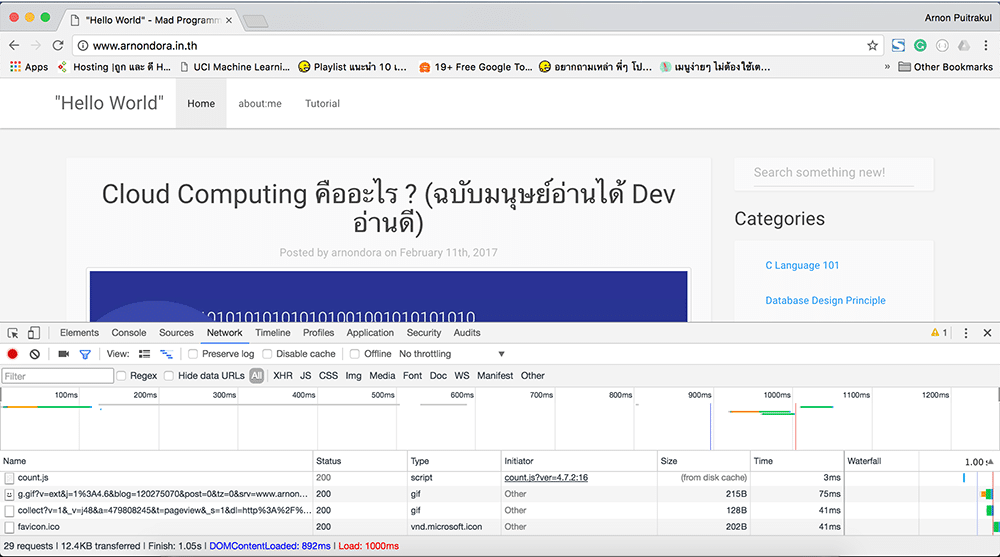 "Hello World" - Mad Programm
Arnon Puitrakul
www.arnondora.in.th
Apps
Hosting |ถูก และ ดี H...
UCI Machine Learni...
Playlist แนะนำ 10 เ...
19+ Free Google To...
อยากถามเหล่า พี่ๆ โป...
เมนูง่ายๆ ไม่ต้องใช้เต...
»
Other Bookmarks
"Hello World"
Home
about:me
Tutorial
Cloud Computing คืออะไร ? (ฉบับมนุษย์อ่านได้ Dev
อ่านดี)
Posted by arnondora on February 11th, 2017
Search something new!
Categories
C Language 101
Database Design Principle
Elements Console Sources Network Timeline Profiles Application Security Audits 1
View: Preserve log Disable cache Offline No throttling
Filter Regex Hide data URLs All XHR JS CSS Img Media Font Doc WS Manifest Other
100ms 200ms 300ms 400ms 500ms 600ms 700ms 800ms 900ms 1000ms 1100ms 1200ms
Name Status Type Initiator Size Time Waterfall 1.00
count.js 200 script count.js?ver=4.7.2:16 (from disk cache) 3ms
g.gif?v=ext&j=1%3A4.6&blog=120275070&post=0&tz=0&srv=www.arnon... 200 gif Other 215B 75ms
collect?v=1&_v=j48&a=479808245&t=pageview&_s=1&dl=http%3A%2F%... 200 gif Other 128B 41ms
favicon.ico 200 vnd.microsoft.icon Other 202B 41ms
29 requests | 12.4KB transferred | Finish: 1.05s | DOMContentLoaded: 892ms | Load: 1000ms